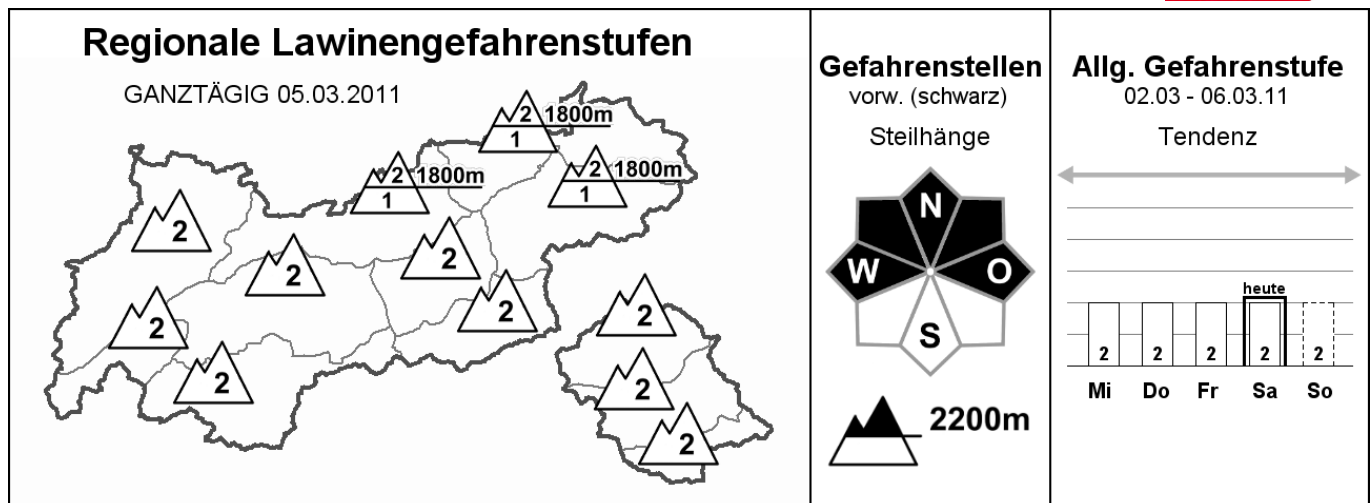 Regionale Lawinengefahrenstufen
GANZTÄGIG 05.03.2011
2 1800m
1
2 1800m
1
2 1800m
1
2
2
2
2
2
2
2
2
2
Gefahrenstellen
vorw. (schwarz)
Steilhänge
N
W O
S
2200m
Allg. Gefahrenstufe
02.03 - 06.03.11
Tendenz
heute
2 2 2 2 2
Mi Do Fr Sa So